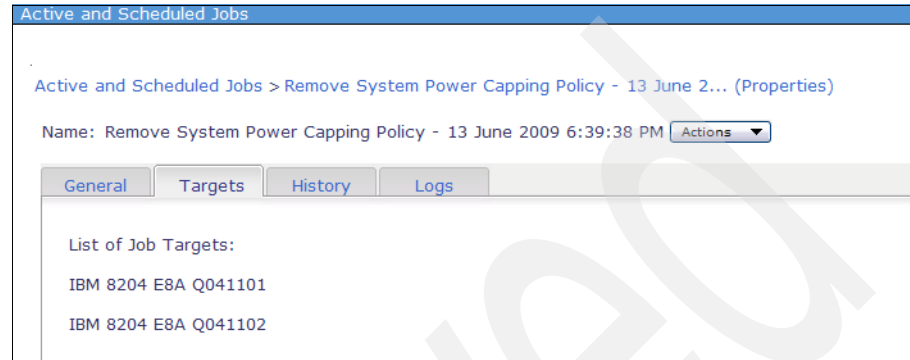 Active and Scheduled Jobs
Active and Scheduled Jobs > Remove System Power Capping Policy - 13 June 2... (Properties)
Name: Remove System Power Capping Policy - 13 June 2009 6:39:38 PM Actions
General Targets History Logs
List of Job Targets:
IBM 8204 E8A Q041101
IBM 8204 E8A Q041102